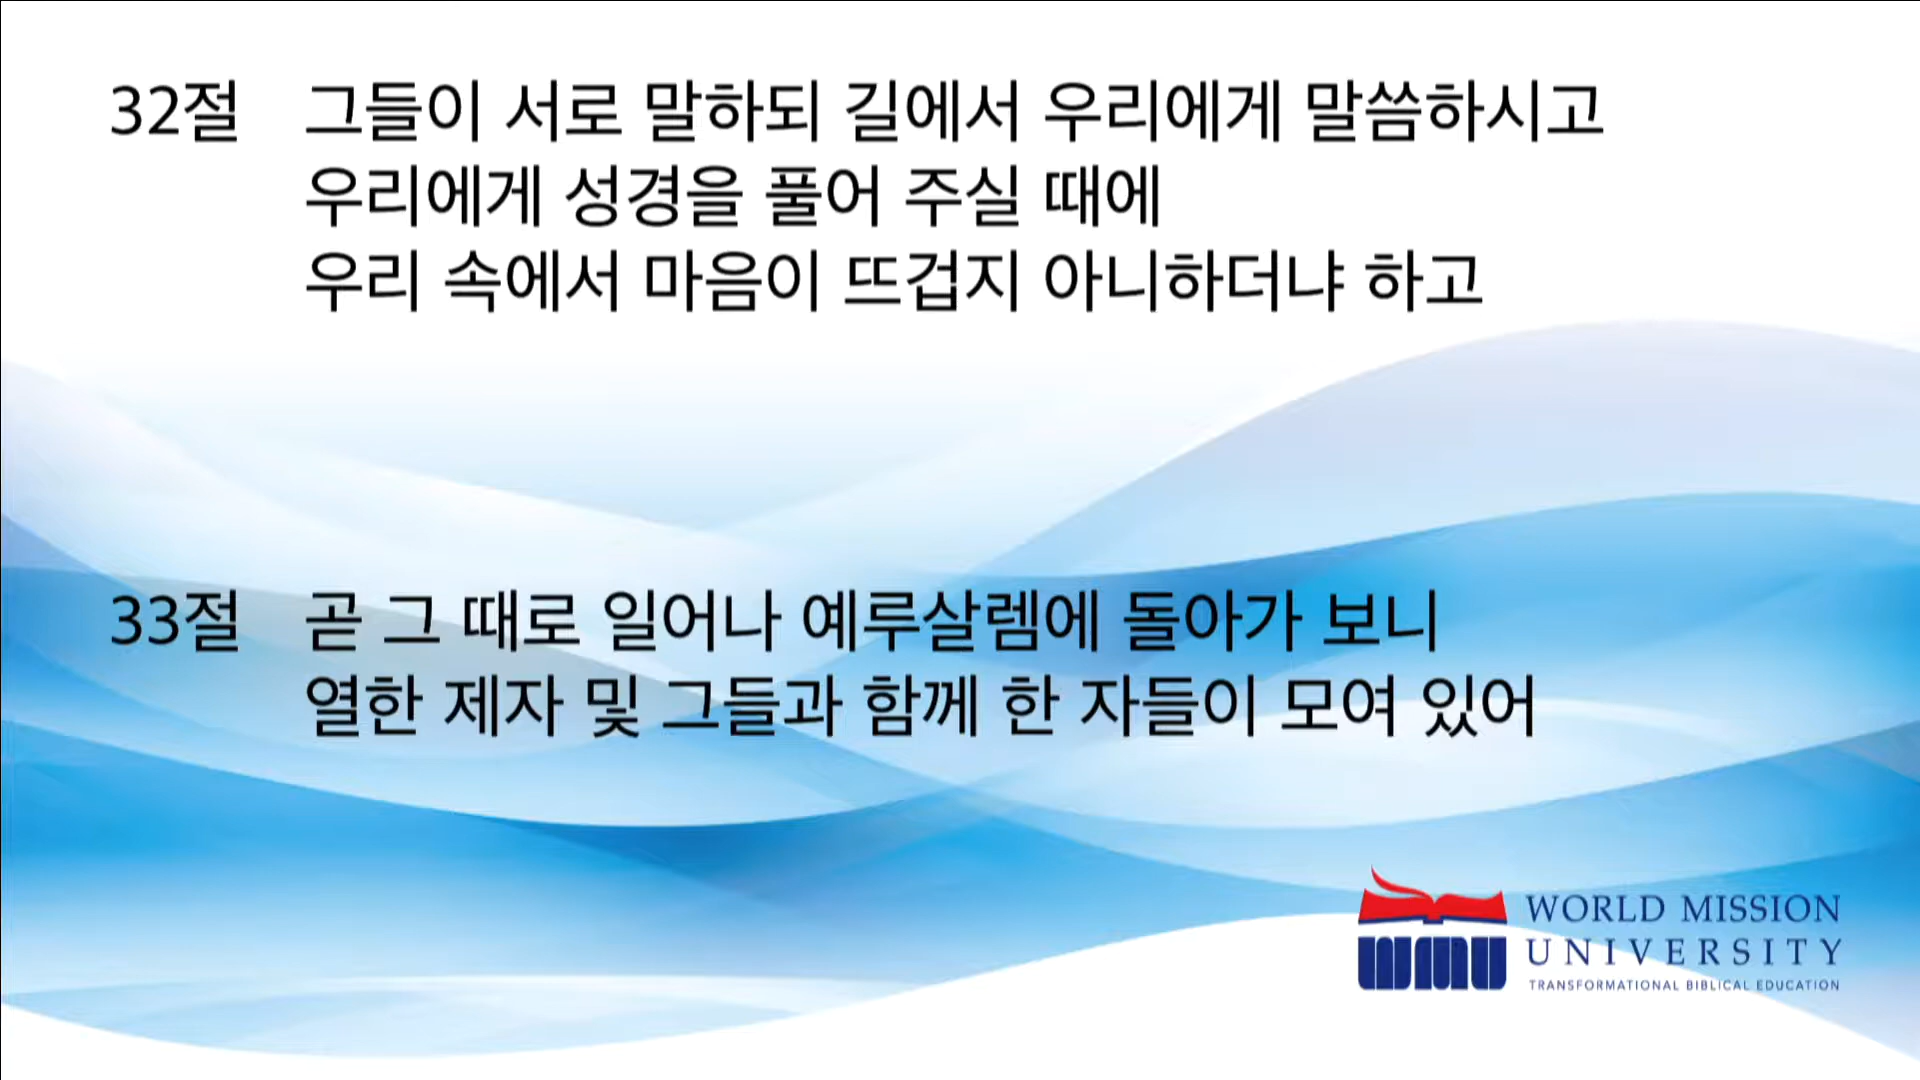 32절 그들이 서로 말하되 길에서 우리에게 말씀하시고
우리에게 성경을 풀어 주실 때에
우리 속에서 마음이 뜨겁지 아니하더냐 하고
33절 곧 그 때로 일어나 예루살렘에 돌아가 보니
열한 제자 및 그들과 함께 한 자들이 모여 있어
WMU
WORLD MISSION
UNIVERSITY
TRANSFORMATIONAL BIBLICAL EDUCATION